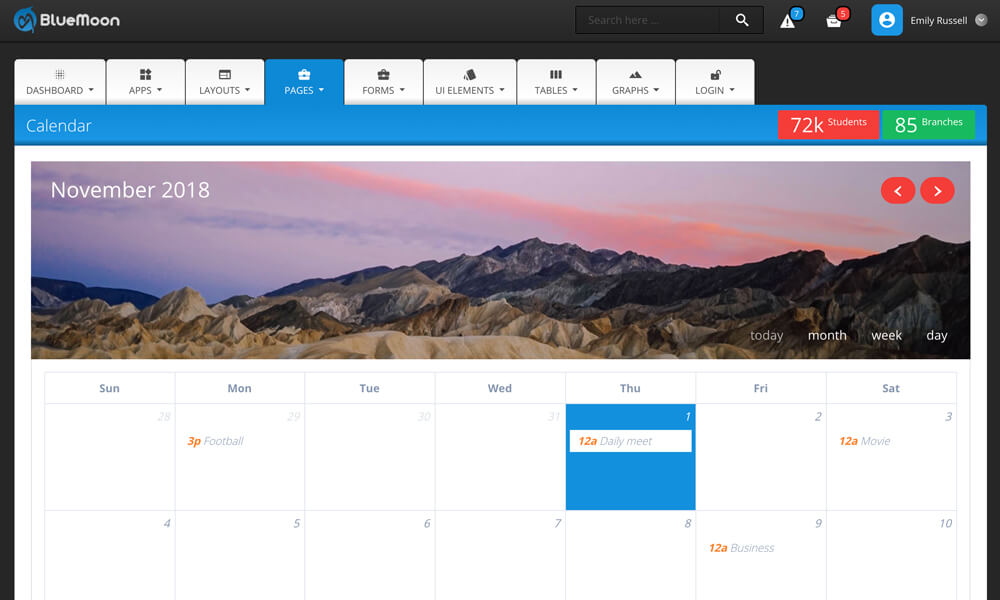 BlueMoon
Search here ...
7
5
Emily Russell
DASHBOARD
APPS
LAYOUTS
PAGES
FORMS
UI ELEMENTS
TABLES
GRAPHS
LOGIN
Calendar
72k Students
85 Branches
November 2018
today month week day
Sun Mon Tue Wed Thu Fri Sat
28 29 30 31 1 2 3
3p Football
12a Daily meet
12a Movie
4 5 6 7 8 9 10
12a Business